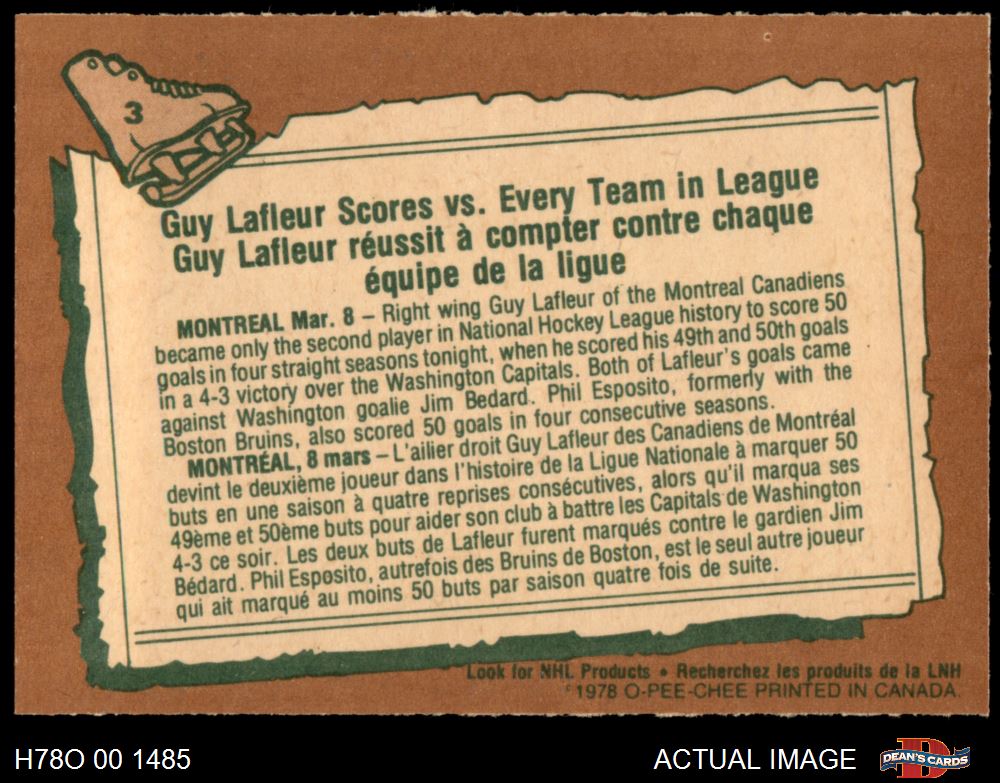 3
Guy Lafleur Scores vs. Every Team in League
Guy Lafleur réussit à compter contre chaque
équipe de la ligue
MONTREAL Mar. 8 – Right wing Guy Lafleur of the Montreal Canadiens
became only the second player in National Hockey League history to score 50
goals in four straight seasons tonight, when he scored his 49th and 50th goals
in a 4-3 victory over the Washington Capitals. Both of Lafleur's goals came
against Washington goalie Jim Bedard. Phil Esposito, formerly with the
Boston Bruins, also scored 50 goals in four consecutive seasons.
MONTRÉAL, 8 mars – L'ailier droit Guy Lafleur des Canadiens de Montréal
devint le deuxième joueur dans l'histoire de la Ligue Nationale à marquer 50
buts en une saison à quatre reprises consécutives, alors qu'il marqua ses
49ème et 50ème buts pour aider son club à battre les Capitals de Washington
4-3 ce soir. Les deux buts de Lafleur furent marqués contre le gardien Jim
Bédard. Phil Esposito, autrefois des Bruins de Boston, est le seul autre joueur
qui ait marqué au moins 50 buts par saison quatre fois de suite.
Look for NHL Products • Recherchez les produits de la LNH
©1978 O-PEE-CHEE PRINTED IN CANADA.
H78O 00 1485
ACTUAL IMAGE
DEAN'S CARDS